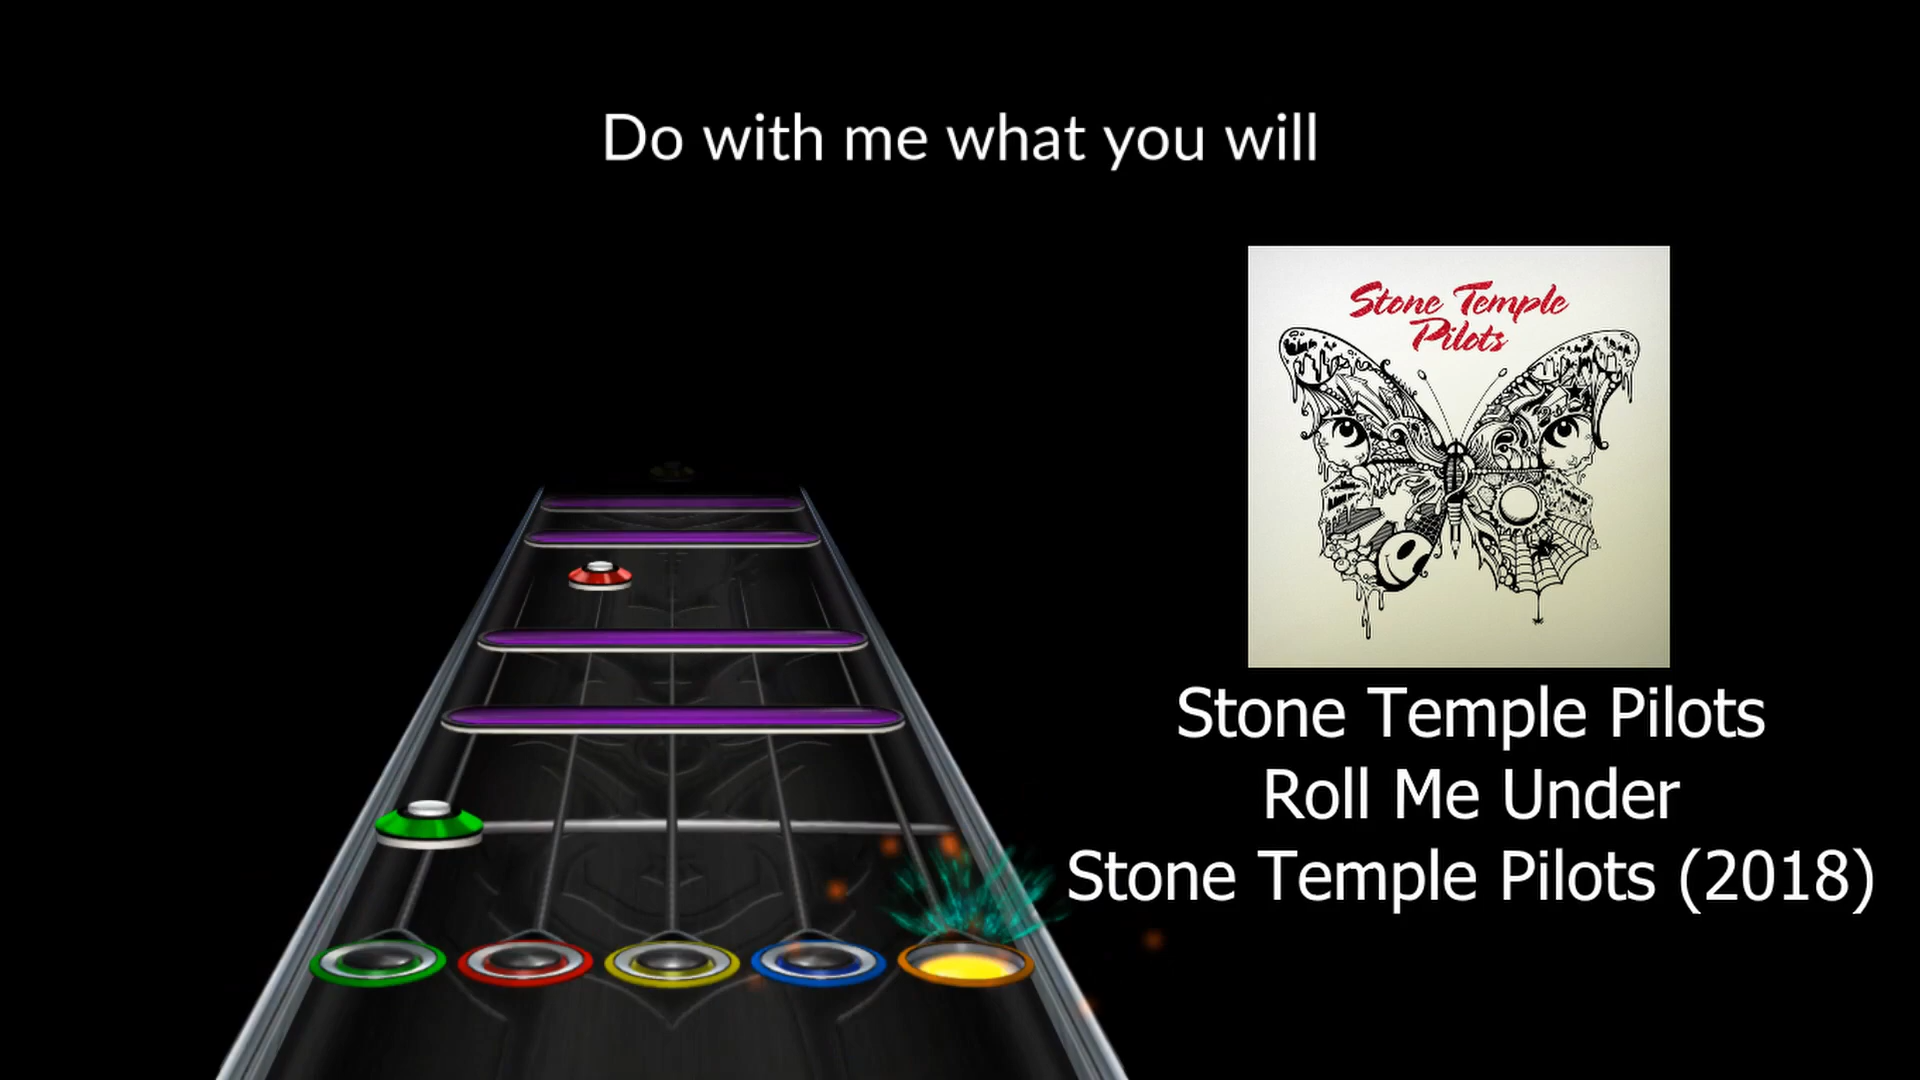 Do with me what you will
Stone Temple
Pilots
Stone Temple Pilots
Roll Me Under
Stone Temple Pilots (2018)